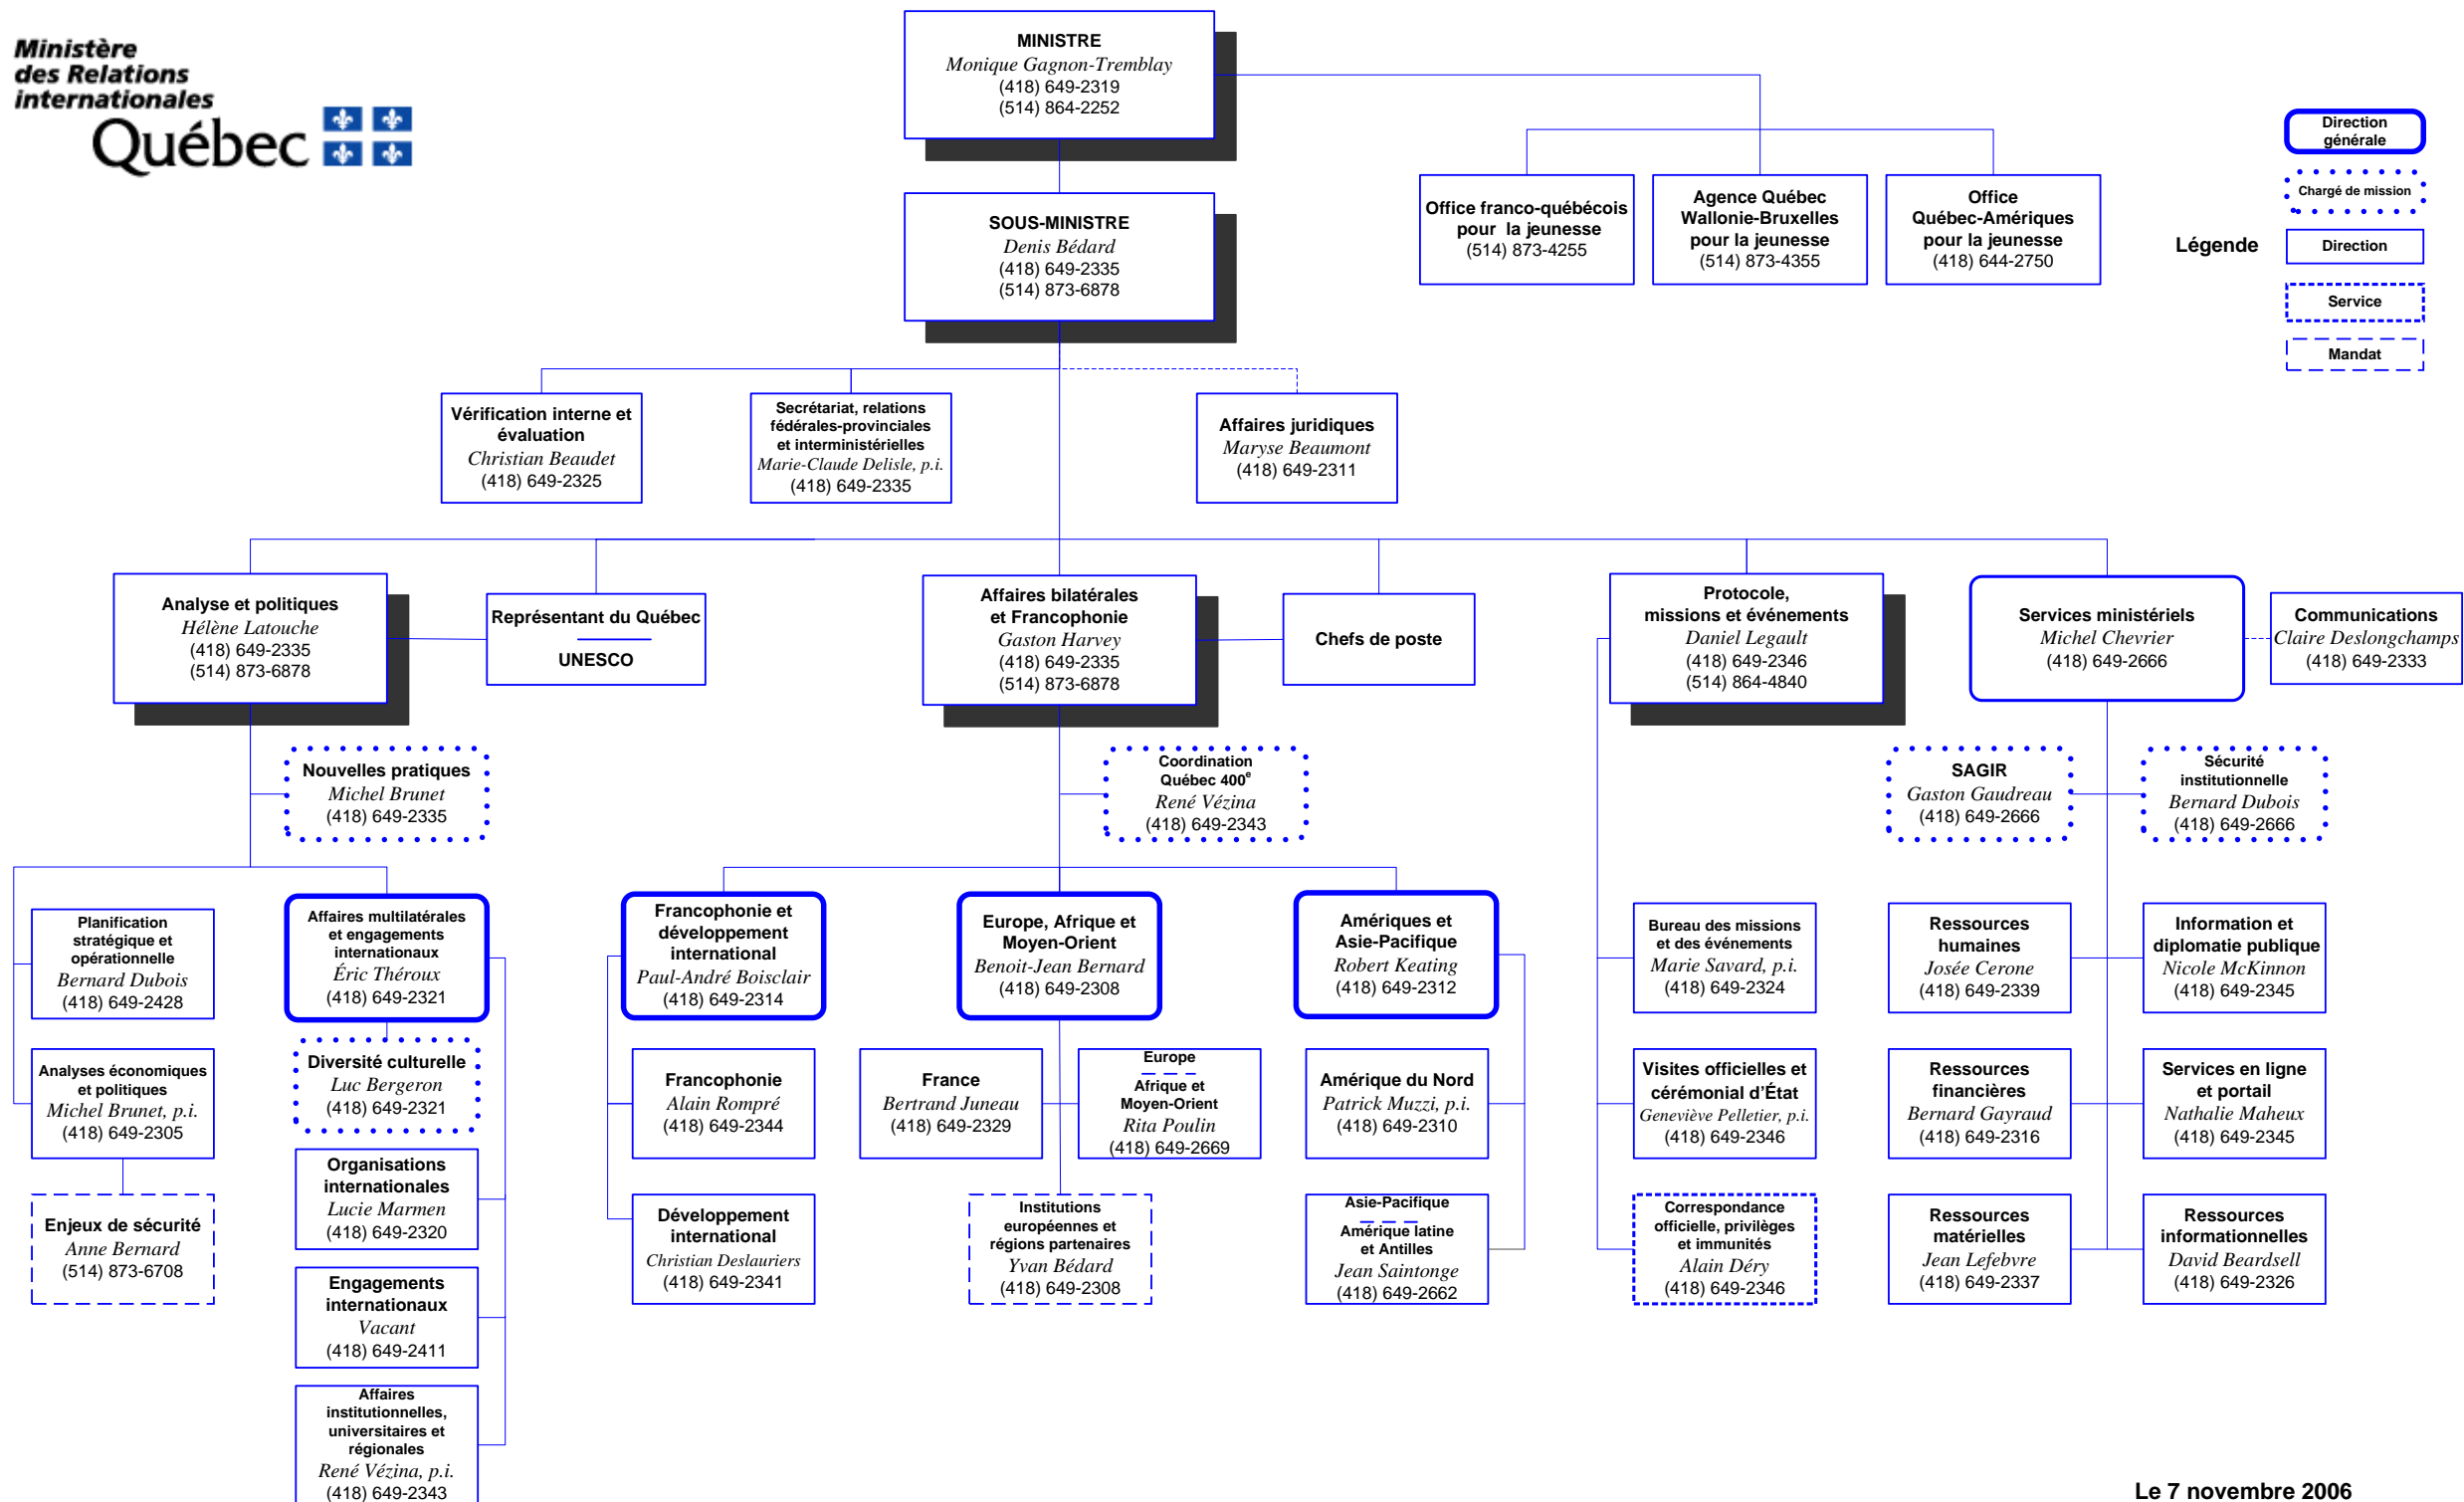 Ministère
des Relations
internationales
Québec
MINISTRE
Monique Gagnon-Tremblay
(418) 649-2319
(514) 864-2252
SOUS-MINISTRE
Denis Bédard
(418) 649-2335
(514) 873-6878
Office franco-québécois
pour la jeunesse
(514) 873-4255
Agence Québec
Wallonie-Bruxelles
pour la jeunesse
(514) 873-4355
Office
Québec-Amériques
pour la jeunesse
(418) 644-2750
Légende
Direction
générale
Chargé de mission
Direction
Service
Mandat
Vérification interne et
évaluation
Christian Beaudet
(418) 649-2325
Secrétariat, relations
fédérales-provinciales
et interministérielles
Marie-Claude Delisle, p.i.
(418) 649-2335
Affaires juridiques
Maryse Beaumont
(418) 649-2311
Analyse et politiques
Hélène Latouche
(418) 649-2335
(514) 873-6878
Représentant du Québec
UNESCO
Affaires bilatérales
et Francophonie
Gaston Harvey
(418) 649-2335
(514) 873-6878
Chefs de poste
Protocole,
missions et événements
Daniel Legault
(418) 649-2346
(514) 864-4840
Services ministériels
Michel Chevrier
(418) 649-2666
Communications
Claire Deslongchamps
(418) 649-2333
Nouvelles pratiques
Michel Brunet
(418) 649-2335
Coordination
Québec 400e
René Vézina
(418) 649-2343
SAGIR
Gaston Gaudreau
(418) 649-2666
Sécurité
institutionnelle
Bernard Dubois
(418) 649-2666
Planification
stratégique et
opérationnelle
Bernard Dubois
(418) 649-2428
Affaires multilatérales
et engagements
internationaux
Éric Théroux
(418) 649-2321
Francophonie et
développement
international
Paul-André Boisclair
(418) 649-2314
Europe, Afrique et
Moyen-Orient
Benoit-Jean Bernard
(418) 649-2308
Amériques et
Asie-Pacifique
Robert Keating
(418) 649-2312
Bureau des missions
et des événements
Marie Savard, p.i.
(418) 649-2324
Ressources
humaines
Josée Cerone
(418) 649-2339
Information et
diplomatie publique
Nicole McKinnon
(418) 649-2345
Analyses économiques
et politiques
Michel Brunet, p.i.
(418) 649-2305
Diversité culturelle
Luc Bergeron
(418) 649-2321
Francophonie
Alain Rompré
(418) 649-2344
France
Bertrand Juneau
(418) 649-2329
Europe
Afrique et
Moyen-Orient
Rita Poulin
(418) 649-2669
Amérique du Nord
Patrick Muzzi, p.i.
(418) 649-2310
Visites officielles et
cérémonial d'État
Geneviève Pelletier, p.i.
(418) 649-2346
Ressources
financières
Bernard Gayraud
(418) 649-2316
Services en ligne
et portail
Nathalie Maheux
(418) 649-2345
Enjeux de sécurité
Anne Bernard
(514) 873-6708
Organisations
internationales
Lucie Marmen
(418) 649-2320
Développement
international
Christian Deslauriers
(418) 649-2341
Institutions
européennes et
régions partenaires
Yvan Bédard
(418) 649-2308
Asie-Pacifique
Amérique latine
et Antilles
Jean Saintonge
(418) 649-2662
Correspondance
officielle, privilèges
et immunités
Alain Déry
(418) 649-2346
Ressources
matérielles
Jean Lefebvre
(418) 649-2337
Ressources
informationnelles
David Beardsell
(418) 649-2326
Engagements
internationaux
Vacant
(418) 649-2411
Affaires
institutionnelles,
universitaires et
régionales
René Vézina, p.i.
(418) 649-2343
Le 7 novembre 2006